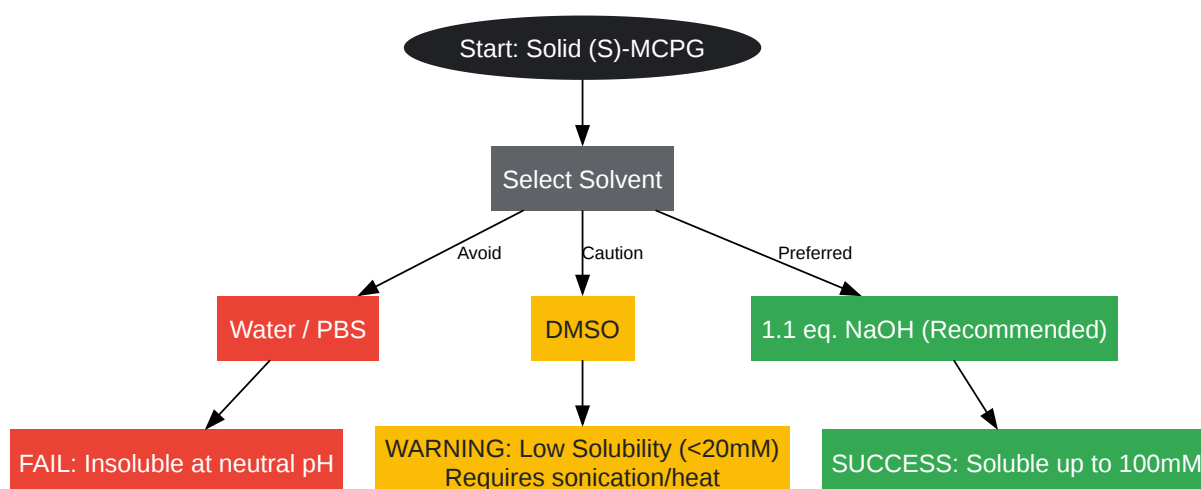 Start: Solid (S)-MCPG
Select Solvent
Avoid
Caution
Preferred
Water / PBS
DMSO
1.1 eq. NaOH (Recommended)
FAIL: Insoluble at neutral pH
WARNING: Low Solubility (<20mM)
Requires sonication/heat
SUCCESS: Soluble up to 100mM